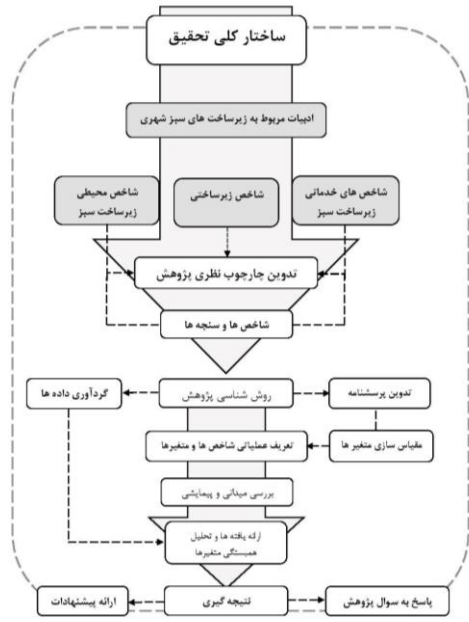 ساختار کلی تحقیق
ادبیات مربوط به زیرساخت های سبز شهری
شاخص های خدماتی
زیرساخت سبز
شاخص زیرساختی
شاخص محیطی
زیرساخت سبز
تدوین چارچوب نظری پژوهش
شاخص ها و سنجه ها
تدوین پرسشنامه
روش شناسی پژوهش
گردآوری داده ها
مقیاس سازی متغیر ها
تعریف عملیاتی شاخص ها و متغیرها
بررسی میدانی و پیمایشی
ارائه یافته ها و تحلیل
همبستگی متغیرها
پاسخ به سوال پژوهش
نتیجه گیری
ارائه پیشنهادات